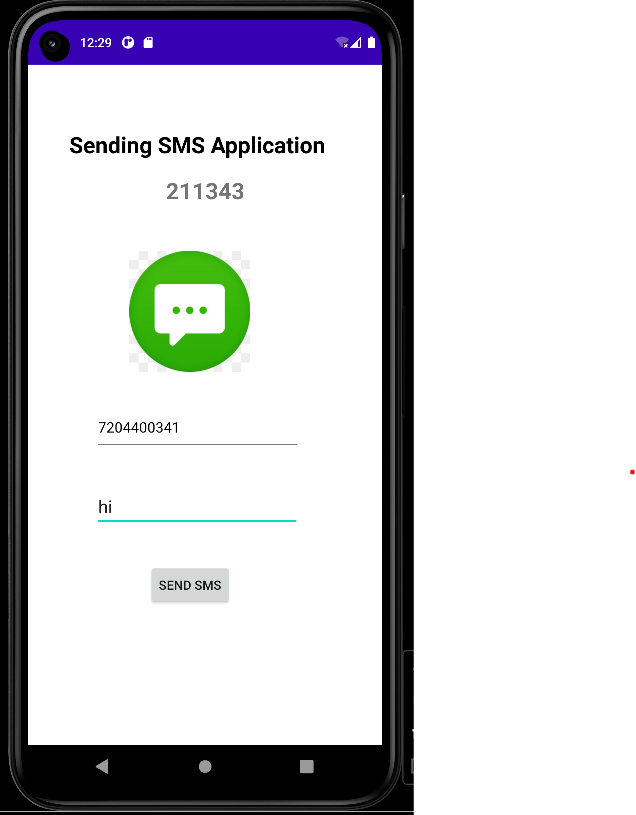 12:29
Sending SMS Application
211343
7204400341
hi
SEND SMS